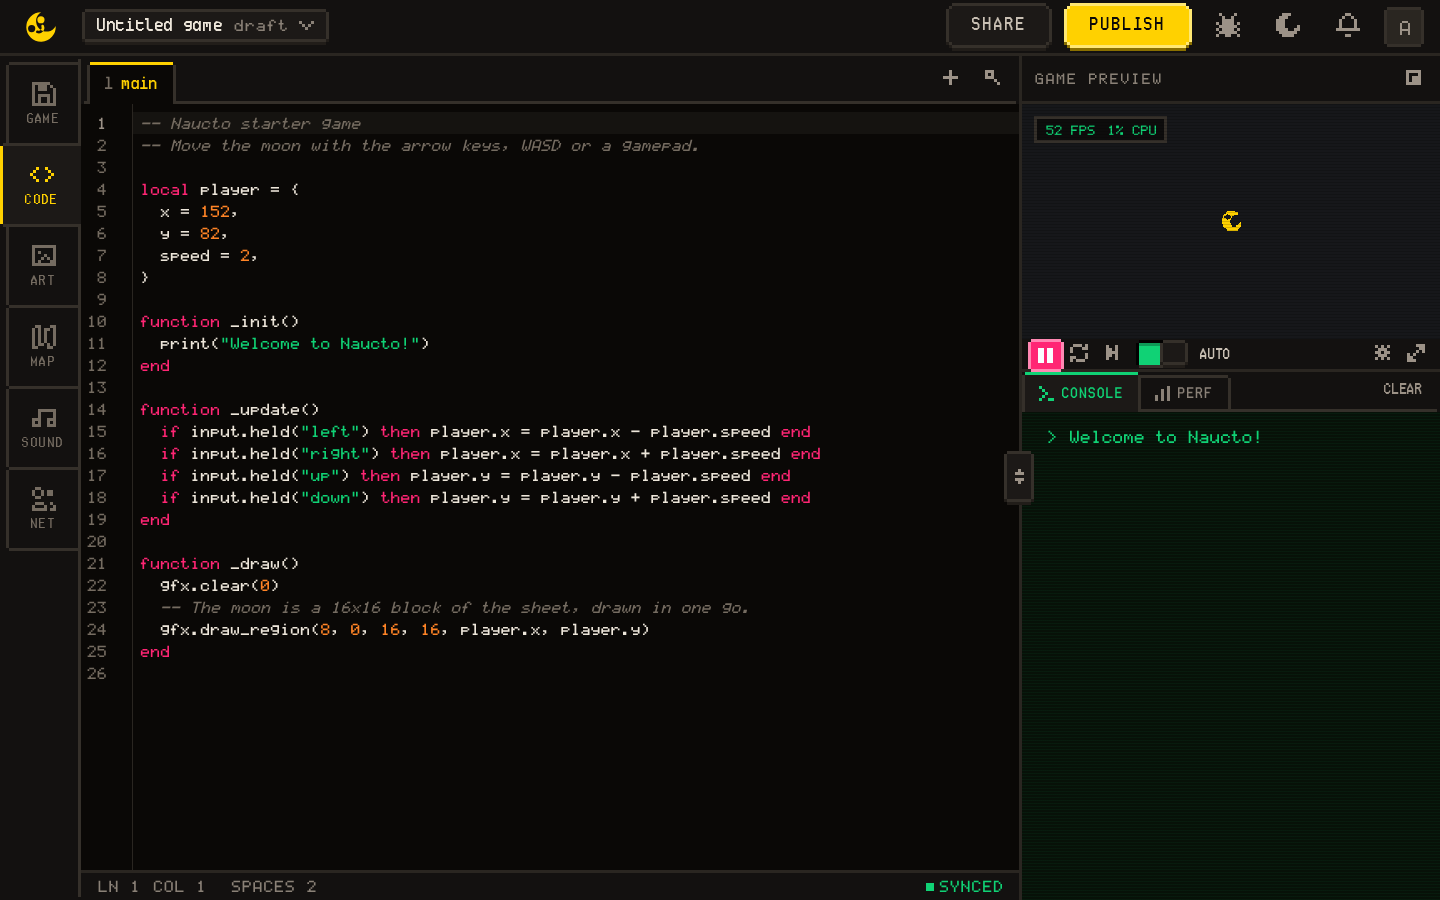 Untitled game draft
SHARE
PUBLISH
A
GAME
CODE
ART
MAP
SOUND
NET
1 main
1 -- Naucto starter game
2 -- Move the moon with the arrow keys, WASD or a gamepad.
3
4 local player = {
5   x = 152,
6   y = 82,
7   speed = 2,
8 }
9
10 function _init()
11   print("Welcome to Naucto!")
12 end
13
14 function _update()
15   if input.held("left") then player.x = player.x - player.speed end
16   if input.held("right") then player.x = player.x + player.speed end
17   if input.held("up") then player.y = player.y - player.speed end
18   if input.held("down") then player.y = player.y + player.speed end
19 end
20
21 function _draw()
22   gfx.clear(0)
23   -- The moon is a 16x16 block of the sheet, drawn in one go.
24   gfx.draw_region(8, 0, 16, 16, player.x, player.y)
25 end
26
LN 1 COL 1 SPACES 2
SYNCED
GAME PREVIEW
52 FPS 1% CPU
AUTO
CONSOLE
PERF
CLEAR
> Welcome to Naucto!